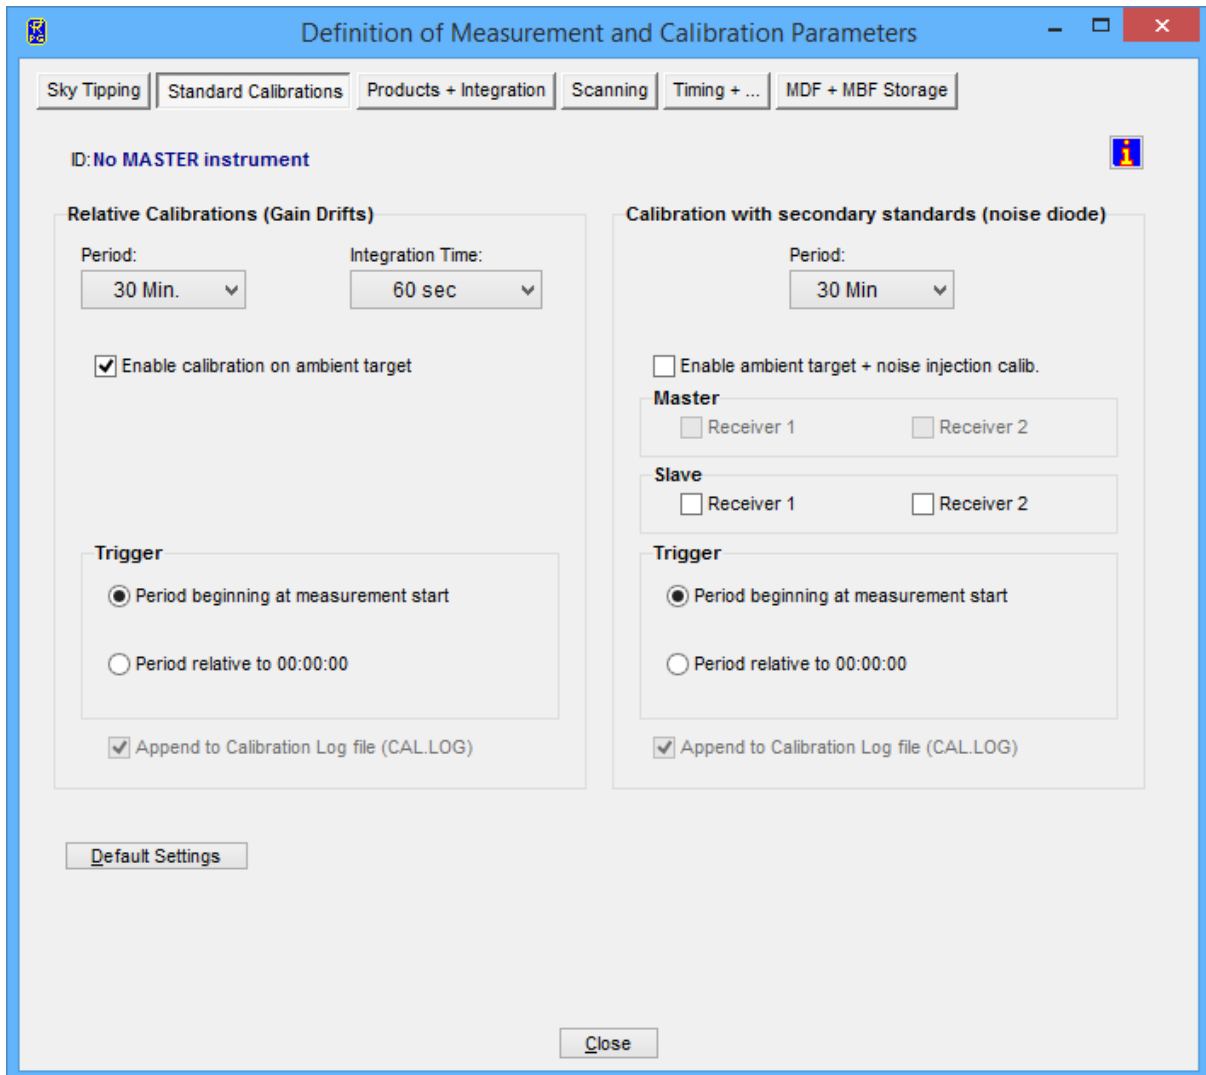 Definition of Measurement and Calibration Parameters
Sky Tipping Standard Calibrations Products + Integration Scanning Timing + ... MDF + MBF Storage
ID: No MASTER instrument
i
Relative Calibrations (Gain Drifts)
Period: Integration Time:
30 Min. 60 sec
Enable calibration on ambient target
Trigger
Period beginning at measurement start
Period relative to 00:00:00
Append to Calibration Log file (CAL.LOG)
Calibration with secondary standards (noise diode)
Period:
30 Min
Enable ambient target + noise injection calib.
Master
Receiver 1 Receiver 2
Slave
Receiver 1 Receiver 2
Trigger
Period beginning at measurement start
Period relative to 00:00:00
Append to Calibration Log file (CAL.LOG)
Default Settings
Close